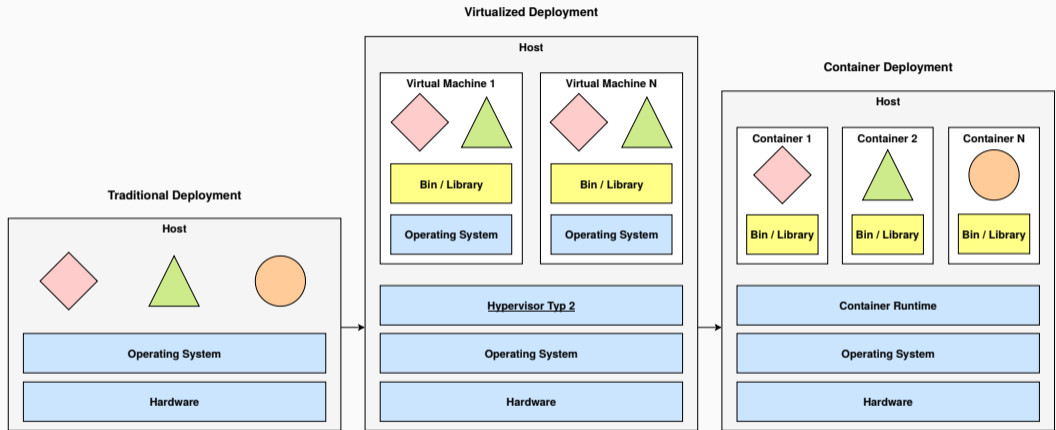 Traditional Deployment
Host
Operating System
Hardware
Virtualized Deployment
Host
Virtual Machine 1
Bin / Library
Operating System
Virtual Machine N
Bin / Library
Operating System
Hypervisor Typ 2
Operating System
Hardware
Container Deployment
Host
Container 1
Bin / Library
Container 2
Bin / Library
Container N
Bin / Library
Container Runtime
Operating System
Hardware